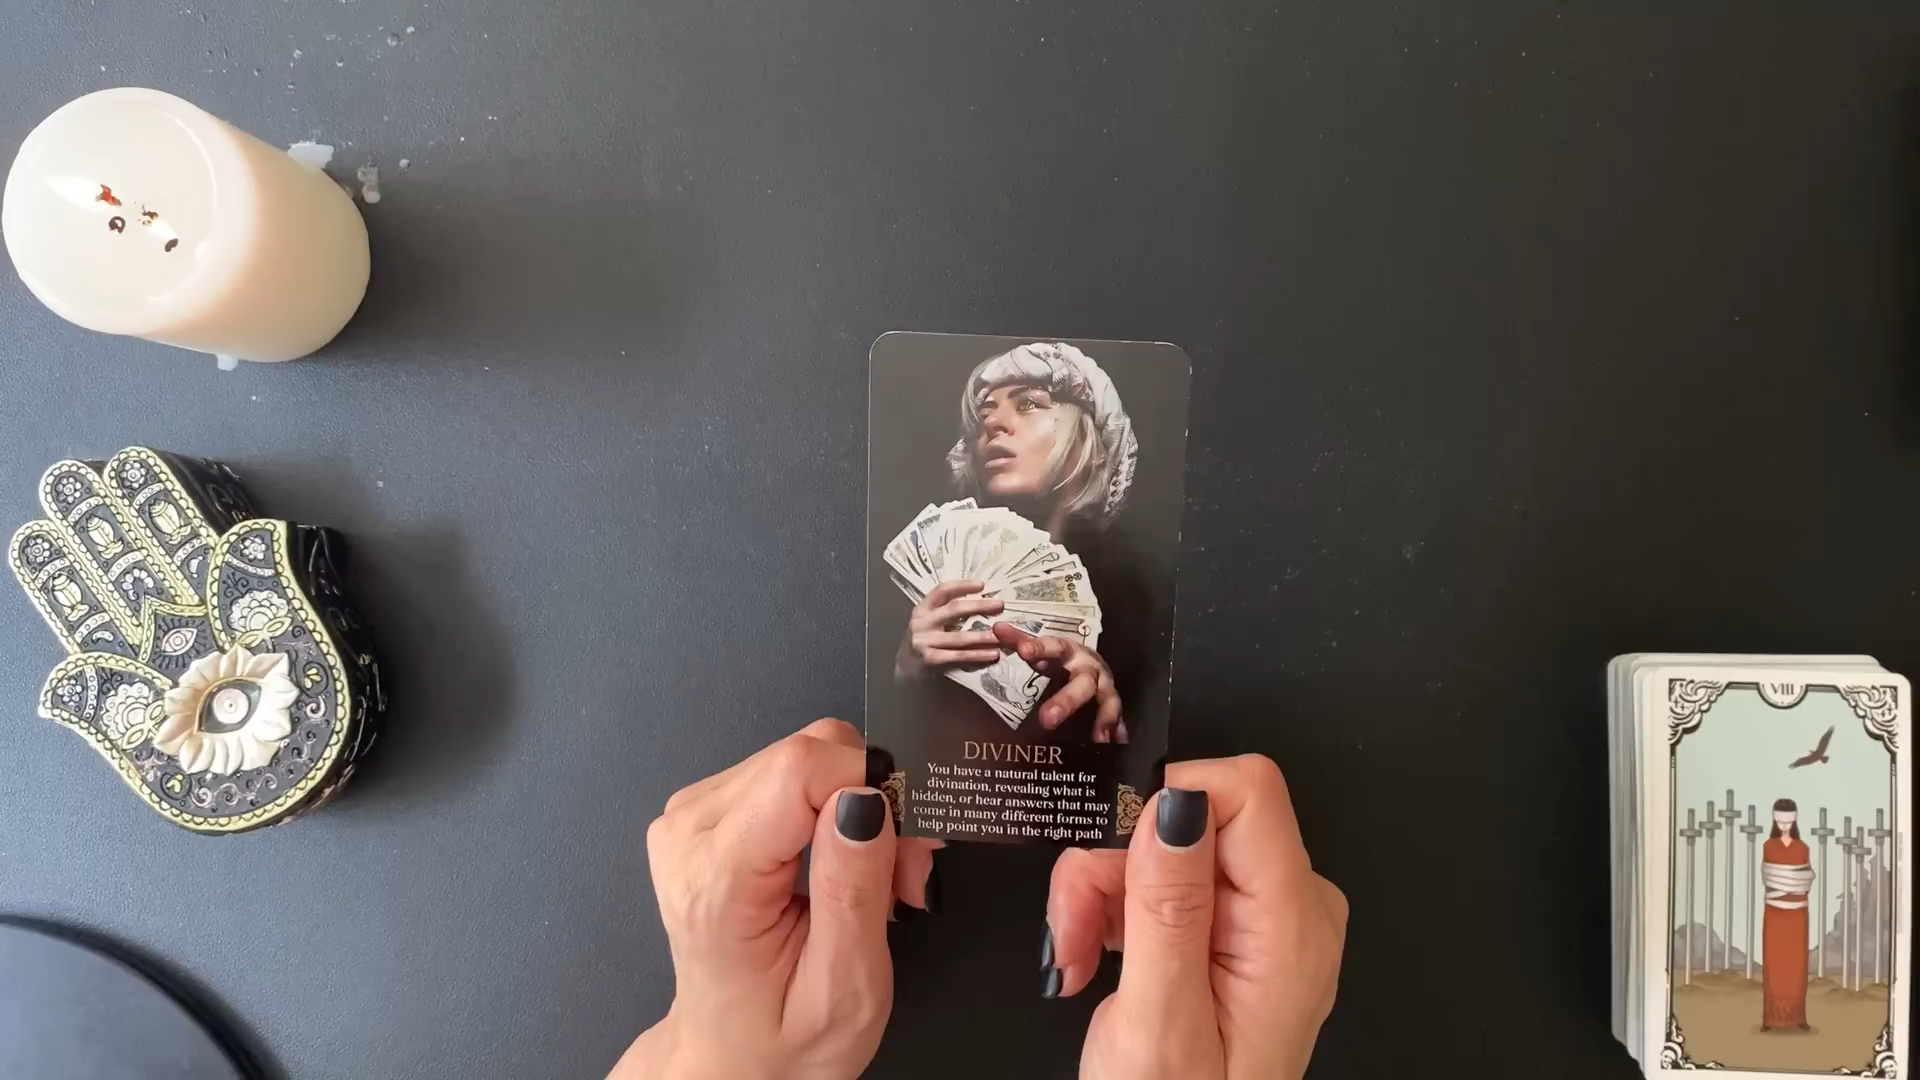 DIVINER
You have a natural talent for
divination, revealing what is
hidden, or hear answers that may
come in many different forms to
help point you in the right path
VIII